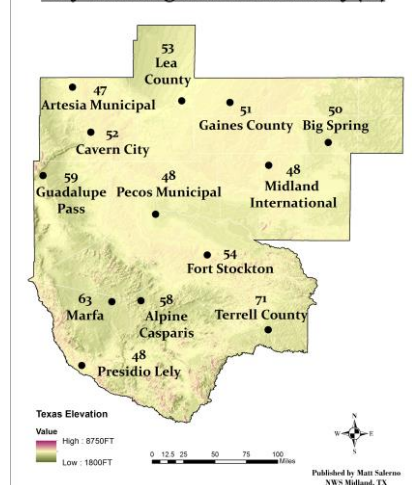 53
Lea
County
47
Artesia Municipal
51
Gaines County
50
Big Spring
52
Cavern City
59
Guadalupe
Pass
48
Pecos Municipal
48
Midland
International
54
Fort Stockton
63
Marfa
58
Alpine
Casparis
71
Terrell County
48
Presidio Lely
Texas Elevation
Value
High : 8750FT
Low : 1800FT
0 12.5 25 50 75 100
Miles
N
W E
S
Published by Matt Salerno
NWS Midland, TX